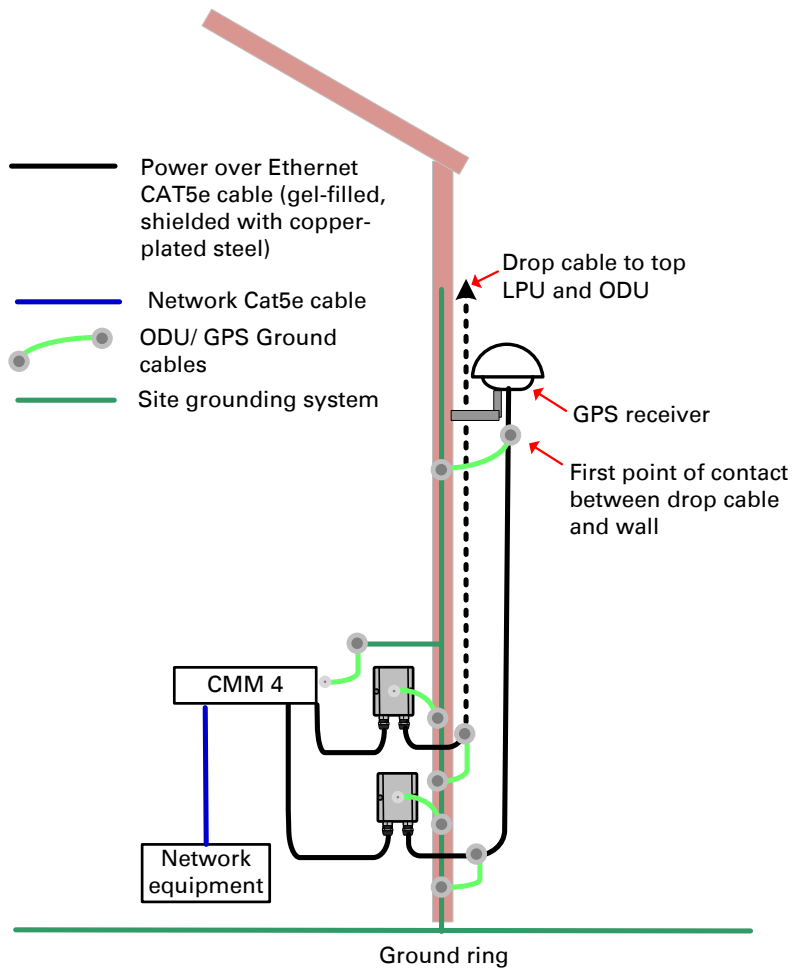 Power over Ethernet
CAT5e cable (gel-filled,
shielded with copper-
plated steel)
Network Cat5e cable
ODU/ GPS Ground
cables
Site grounding system
Drop cable to top
LPU and ODU
GPS receiver
First point of contact
between drop cable
and wall
CMM 4
Network
equipment
Ground ring